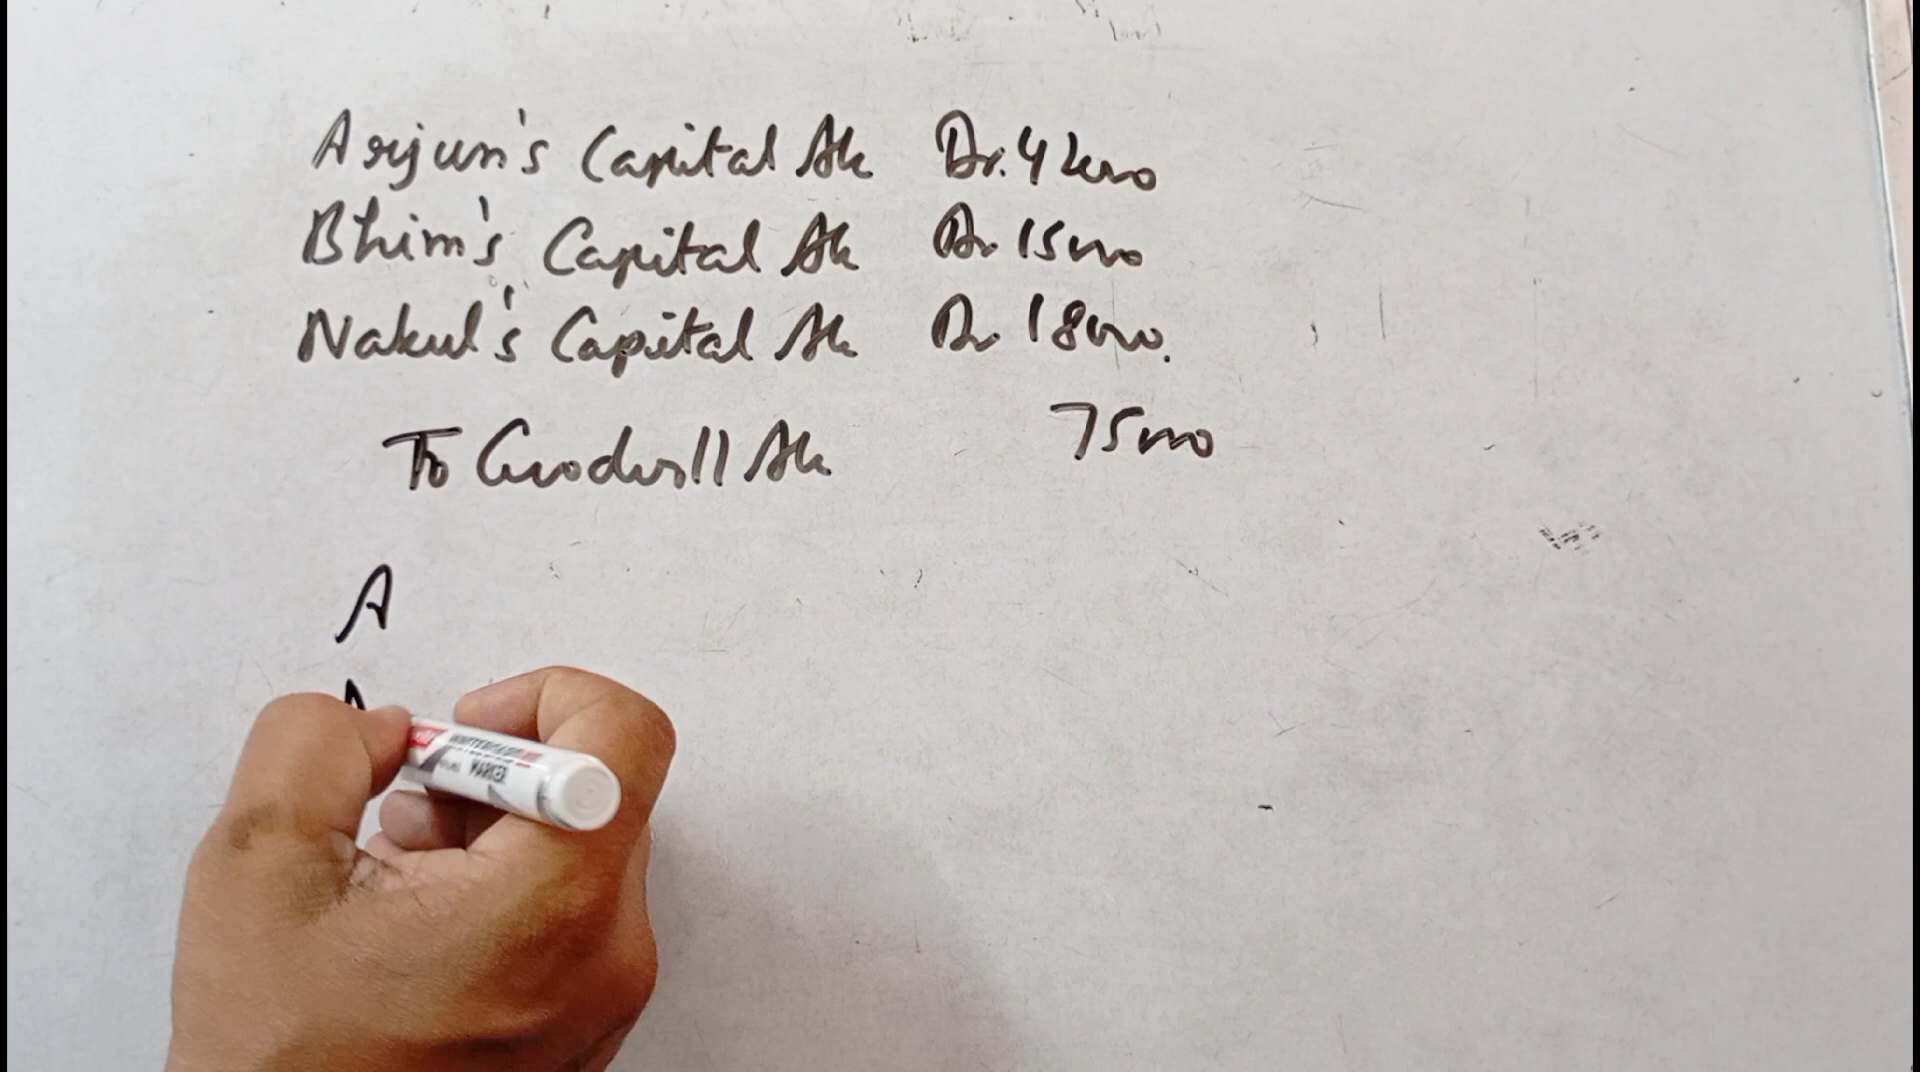 Arjun's Capital A/c Dr. 42000
Bhim's Capital A/c Dr. 15000
Nakul's Capital A/c Dr. 18000.
To Goodwill A/c 75000
A